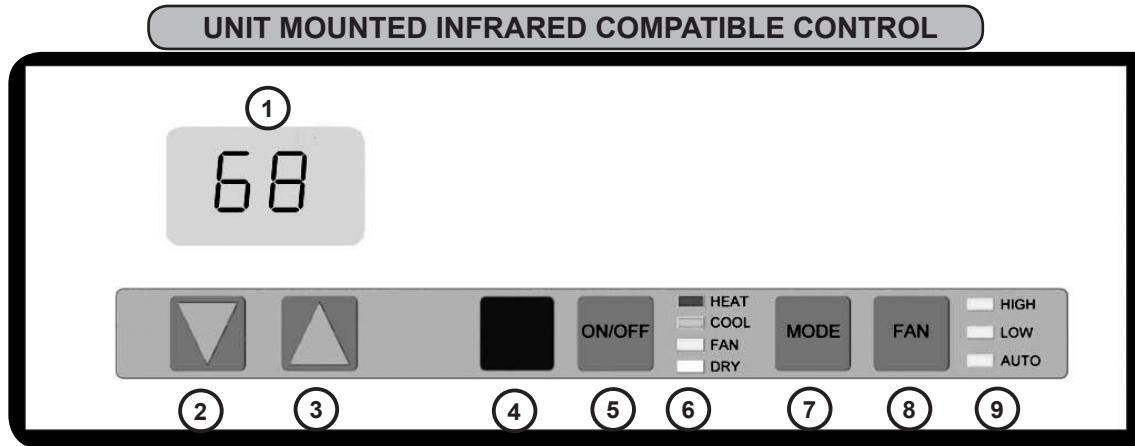 UNIT MOUNTED INFRARED COMPATIBLE CONTROL
1
68
HEAT
COOL
FAN
DRY
ON/OFF
MODE
FAN
HIGH
LOW
AUTO
2
3
4
5
6
7
8
9